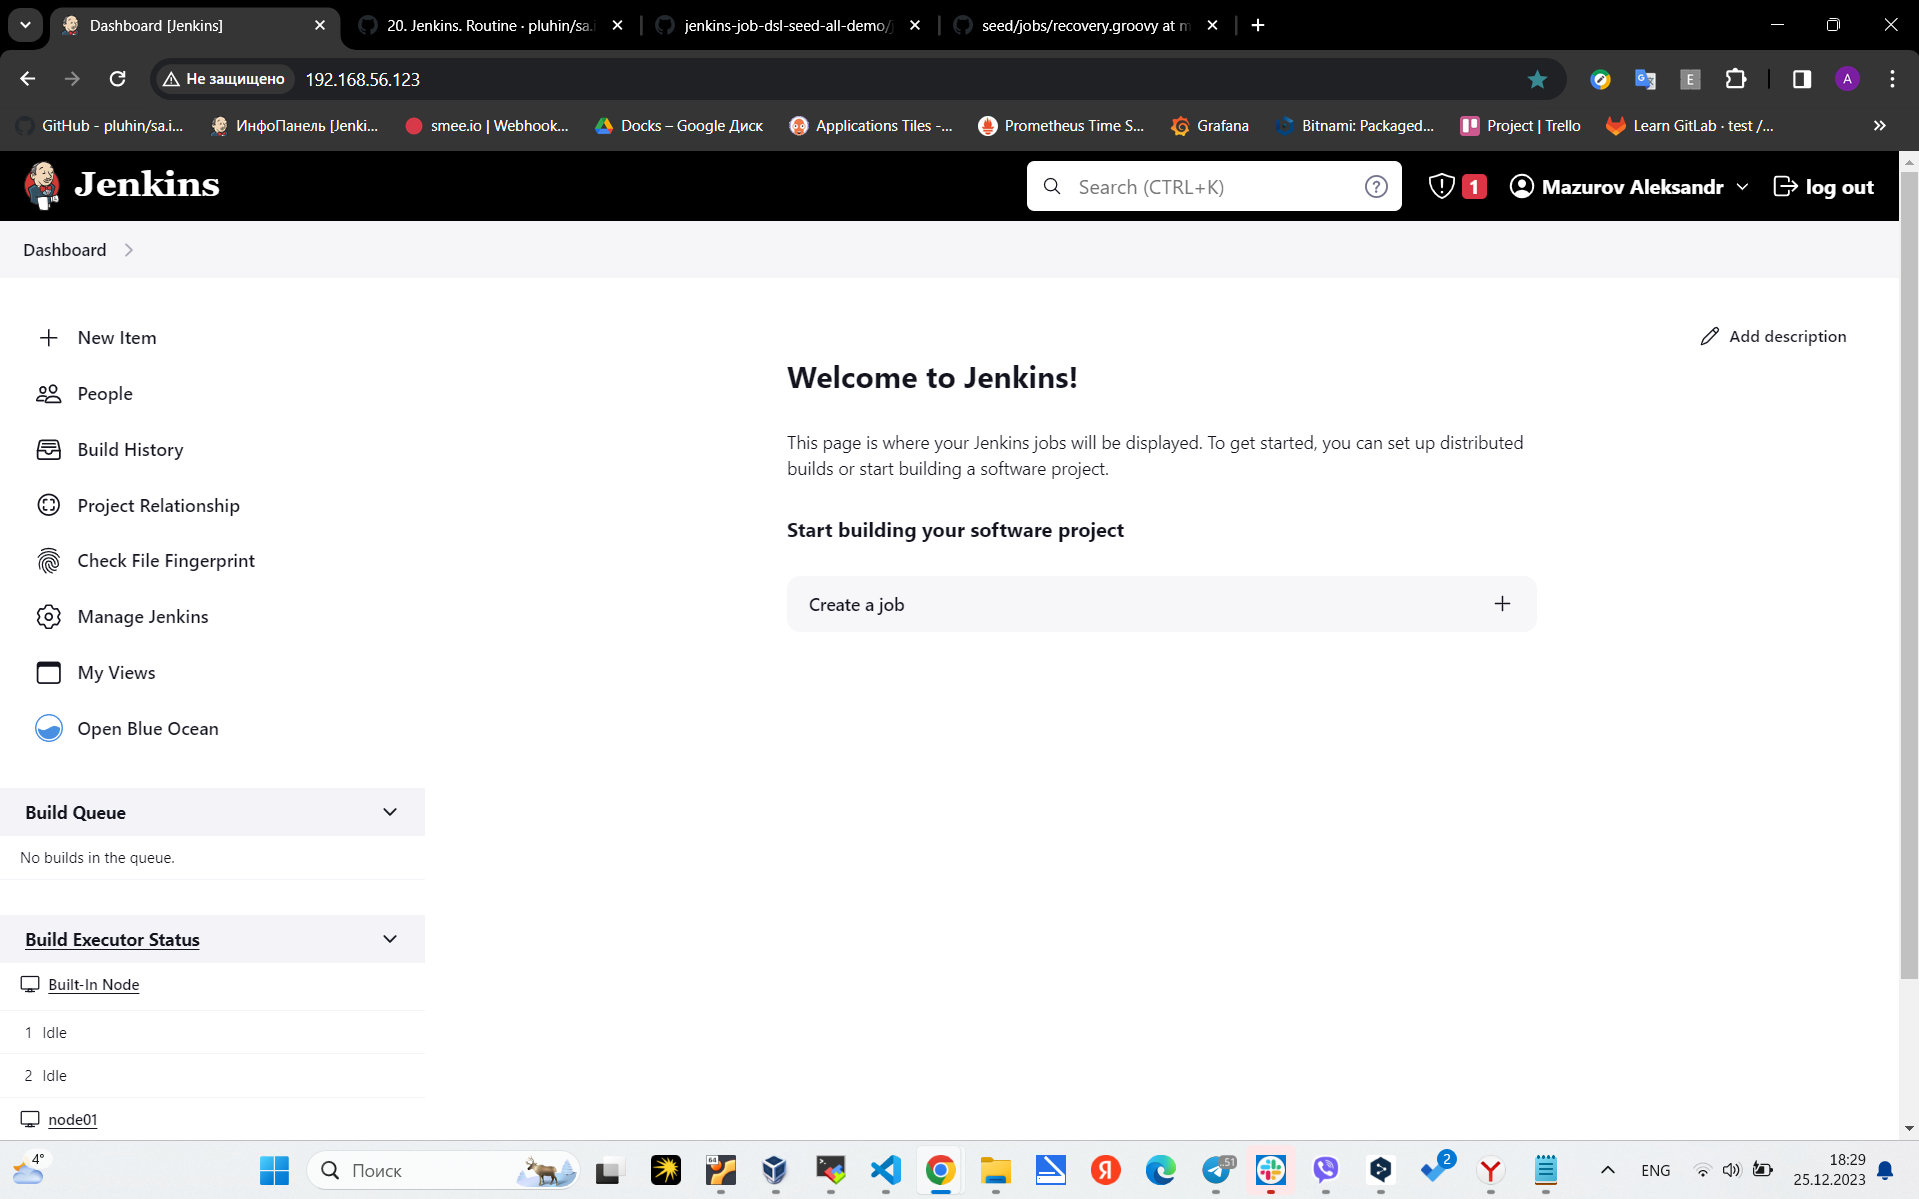 Dashboard [Jenkins]
20. Jenkins. Routine · pluhin/sa.i
jenkins-job-dsl-seed-all-demo/j
seed/jobs/recovery.groovy at m
Не защищено
192.168.56.123
E
A
GitHub - pluhin/sa.i...
ИнфоПанель [Jenki...
smee.io | Webhook...
Docks – Google Диск
Applications Tiles -...
Prometheus Time S...
Grafana
Bitnami: Packaged...
Project | Trello
Learn GitLab · test /...
»
Jenkins
Search (CTRL+K)
?
1
Mazurov Aleksandr
log out
Dashboard
New Item
People
Build History
Project Relationship
Check File Fingerprint
Manage Jenkins
My Views
Open Blue Ocean
Add description
Welcome to Jenkins!
This page is where your Jenkins jobs will be displayed. To get started, you can set up distributed
builds or start building a software project.
Start building your software project
Create a job
Build Queue
No builds in the queue.
Build Executor Status
Built-In Node
1 Idle
2 Idle
node01
4°
Поиск
64
Я
51
2
Y
ENG
18:29
25.12.2023